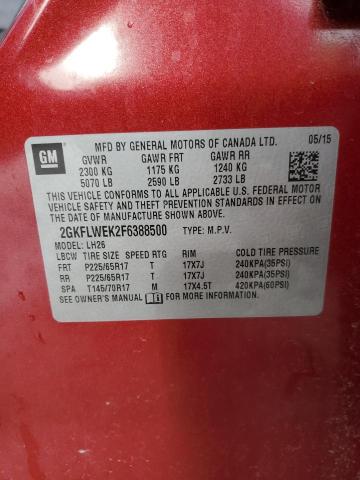 GM
MFD BY GENERAL MOTORS OF CANADA LTD. 05/15
GVWR GAWR FRT GAWR RR
2300 KG 1175 KG 1240 KG
5070 LB 2590 LB 2733 LB
THIS VEHICLE CONFORMS TO ALL APPLICABLE U.S. FEDERAL MOTOR
VEHICLE SAFETY AND THEFT PREVENTION STANDARDS IN EFFECT
ON THE DATE OF MANUFACTURE SHOWN ABOVE.
2GKFLWEK2F6388500 TYPE: M.P.V.
MODEL: LH26
LBCW TIRE SIZE SPEED RTG RIM COLD TIRE PRESSURE
FRT P225/65R17 T 17X7J 240KPA(35PSI)
RR P225/65R17 T 17X7J 240KPA(35PSI)
SPA T145/70R17 M 17X4.5T 420KPA(60PSI)
SEE OWNER'S MANUAL FOR ADDITIONAL INFORMATION.